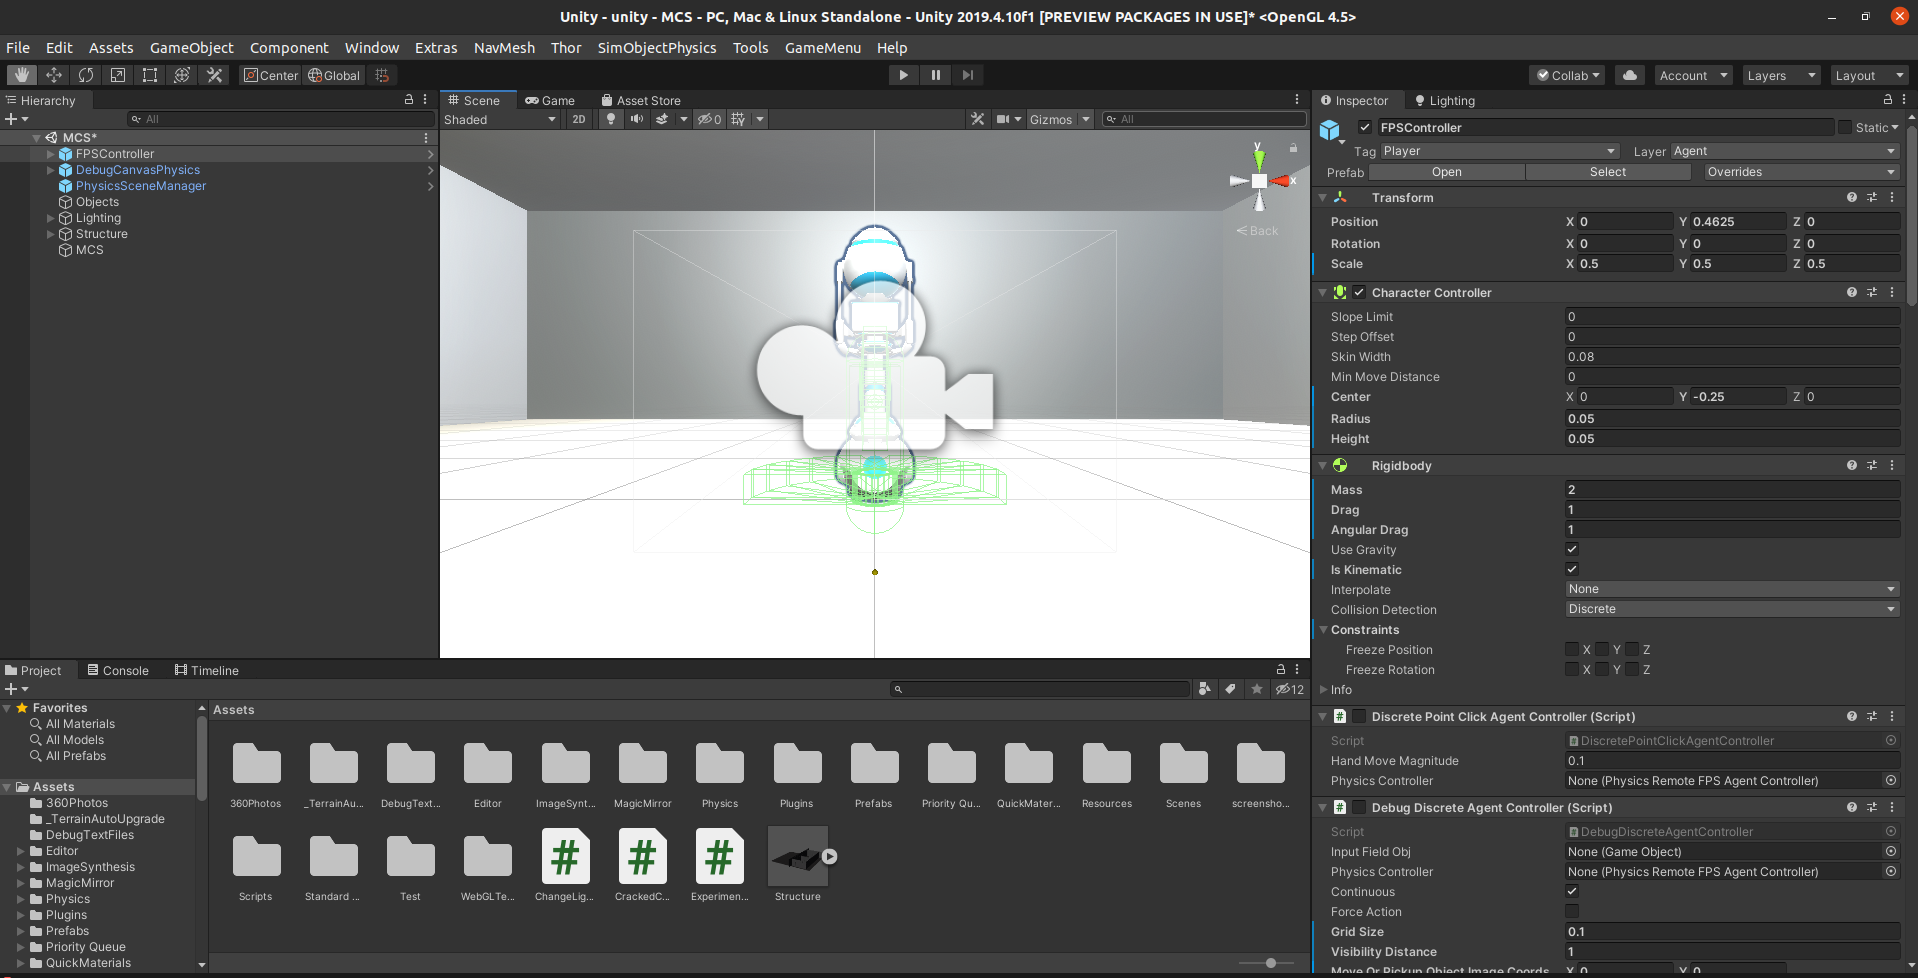 Unity - unity - MCS - PC, Mac & Linux Standalone - Unity 2019.4.10f1 [PREVIEW PACKAGES IN USE]* <OpenGL 4.5>
File Edit Assets GameObject Component Window Extras NavMesh Thor SimObjectPhysics Tools GameMenu Help
Center Global Collab Account Layers Layout
Hierarchy
All
MCS*
FPSController
DebugCanvasPhysics
PhysicsSceneManager
Objects
Lighting
Structure
MCS
Scene Game Asset Store
Shaded 2D 0 Gizmos All
y
x
Back
Inspector Lighting
FPSController Static
Tag Player Layer Agent
Prefab Open Select Overrides
Transform
Position X 0 Y 0.4625 Z 0
Rotation X 0 Y 0 Z 0
Scale X 0.5 Y 0.5 Z 0.5
Character Controller
Slope Limit 0
Step Offset 0
Skin Width 0.08
Min Move Distance 0
Center X 0 Y -0.25 Z 0
Radius 0.05
Height 0.05
Rigidbody
Mass 2
Drag 1
Angular Drag 1
Use Gravity
Is Kinematic
Interpolate None
Collision Detection Discrete
Constraints
Freeze Position X Y Z
Freeze Rotation X Y Z
Info
Discrete Point Click Agent Controller (Script)
Script DiscretePointClickAgentController
Hand Move Magnitude 0.1
Physics Controller None (Physics Remote FPS Agent Controller)
Debug Discrete Agent Controller (Script)
Script DebugDiscreteAgentController
Input Field Obj None (Game Object)
Physics Controller None (Physics Remote FPS Agent Controller)
Continuous
Force Action
Grid Size 0.1
Visibility Distance 1
Move Or Pickup Object Image Coords X 0 Y 0
Project Console Timeline
12
Favorites
All Materials
All Models
All Prefabs
Assets
360Photos
_TerrainAutoUpgrade
DebugTextFiles
Editor
ImageSynthesis
MagicMirror
Physics
Plugins
Prefabs
Priority Queue
QuickMaterials
Assets
360Photos _TerrainAu... DebugText... Editor ImageSynt... MagicMirror Physics Plugins Prefabs Priority Qu... QuickMater... Resources Scenes screensho...
Scripts Standard ... Test WebGLTe... ChangeLig... CrackedC... Experimen... Structure